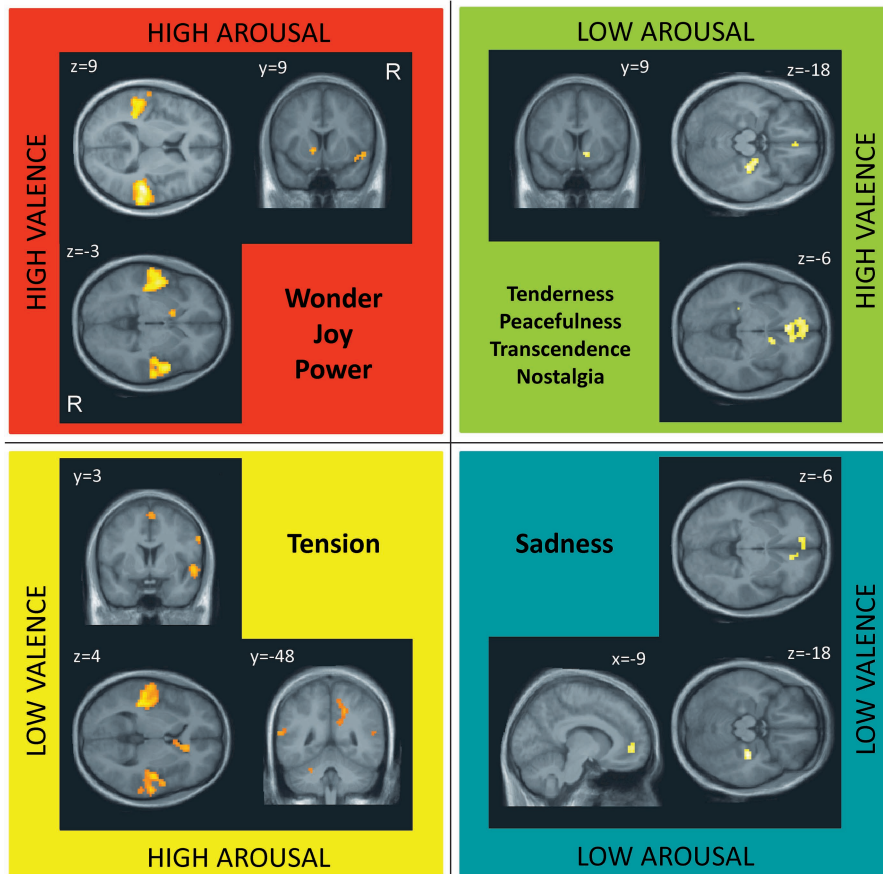 HIGH AROUSAL
HIGH VALENCE
z=9
y=9
R
z=-3
R
Wonder
Joy
Power
LOW AROUSAL
y=9
z=-18
HIGH VALENCE
z=-6
Tenderness
Peacefulness
Transcendence
Nostalgia
y=3
Tension
LOW VALENCE
z=4
y=-48
HIGH AROUSAL
z=-6
Sadness
LOW VALENCE
x=-9
z=-18
LOW AROUSAL